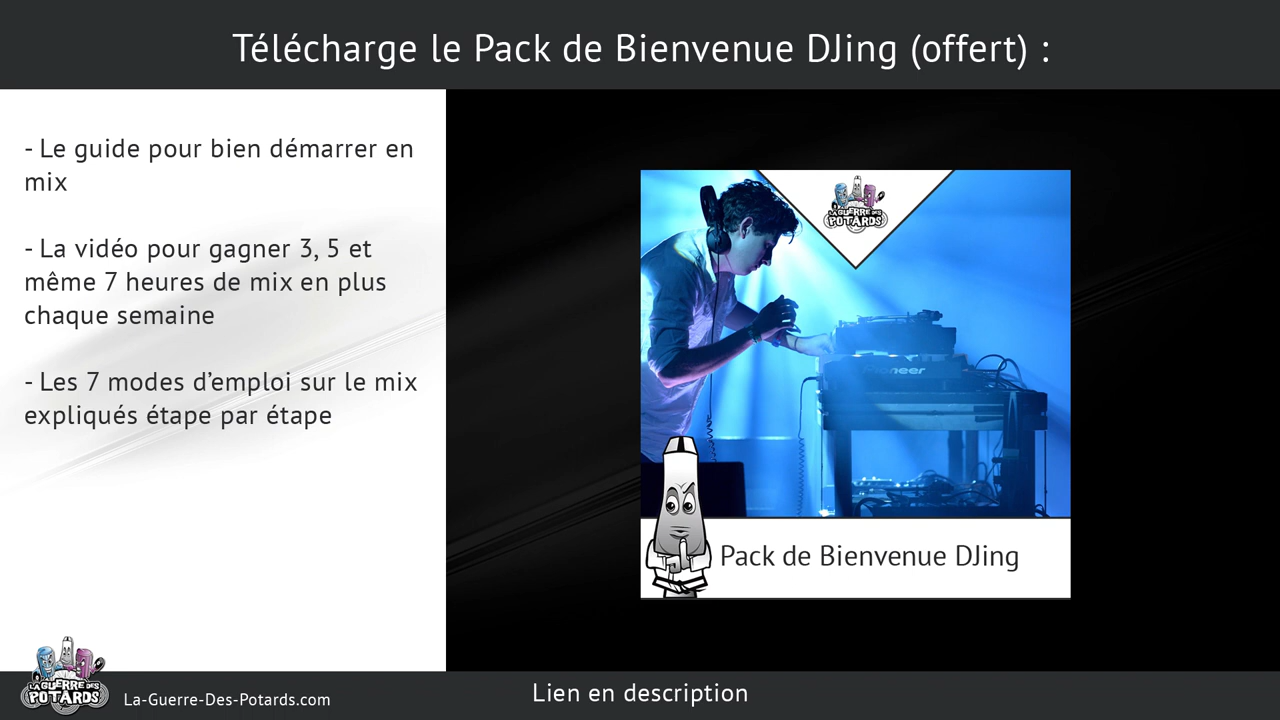 Télécharge le Pack de Bienvenue DJing (offert) :
- Le guide pour bien démarrer en
mix
- La vidéo pour gagner 3, 5 et
même 7 heures de mix en plus
chaque semaine
- Les 7 modes d’emploi sur le mix
expliqués étape par étape
LA GUERRE DES
POTARDS
Pioneer
Pack de Bienvenue DJing
LA GUERRE DES
POTARDS
La-Guerre-Des-Potards.com
Lien en description